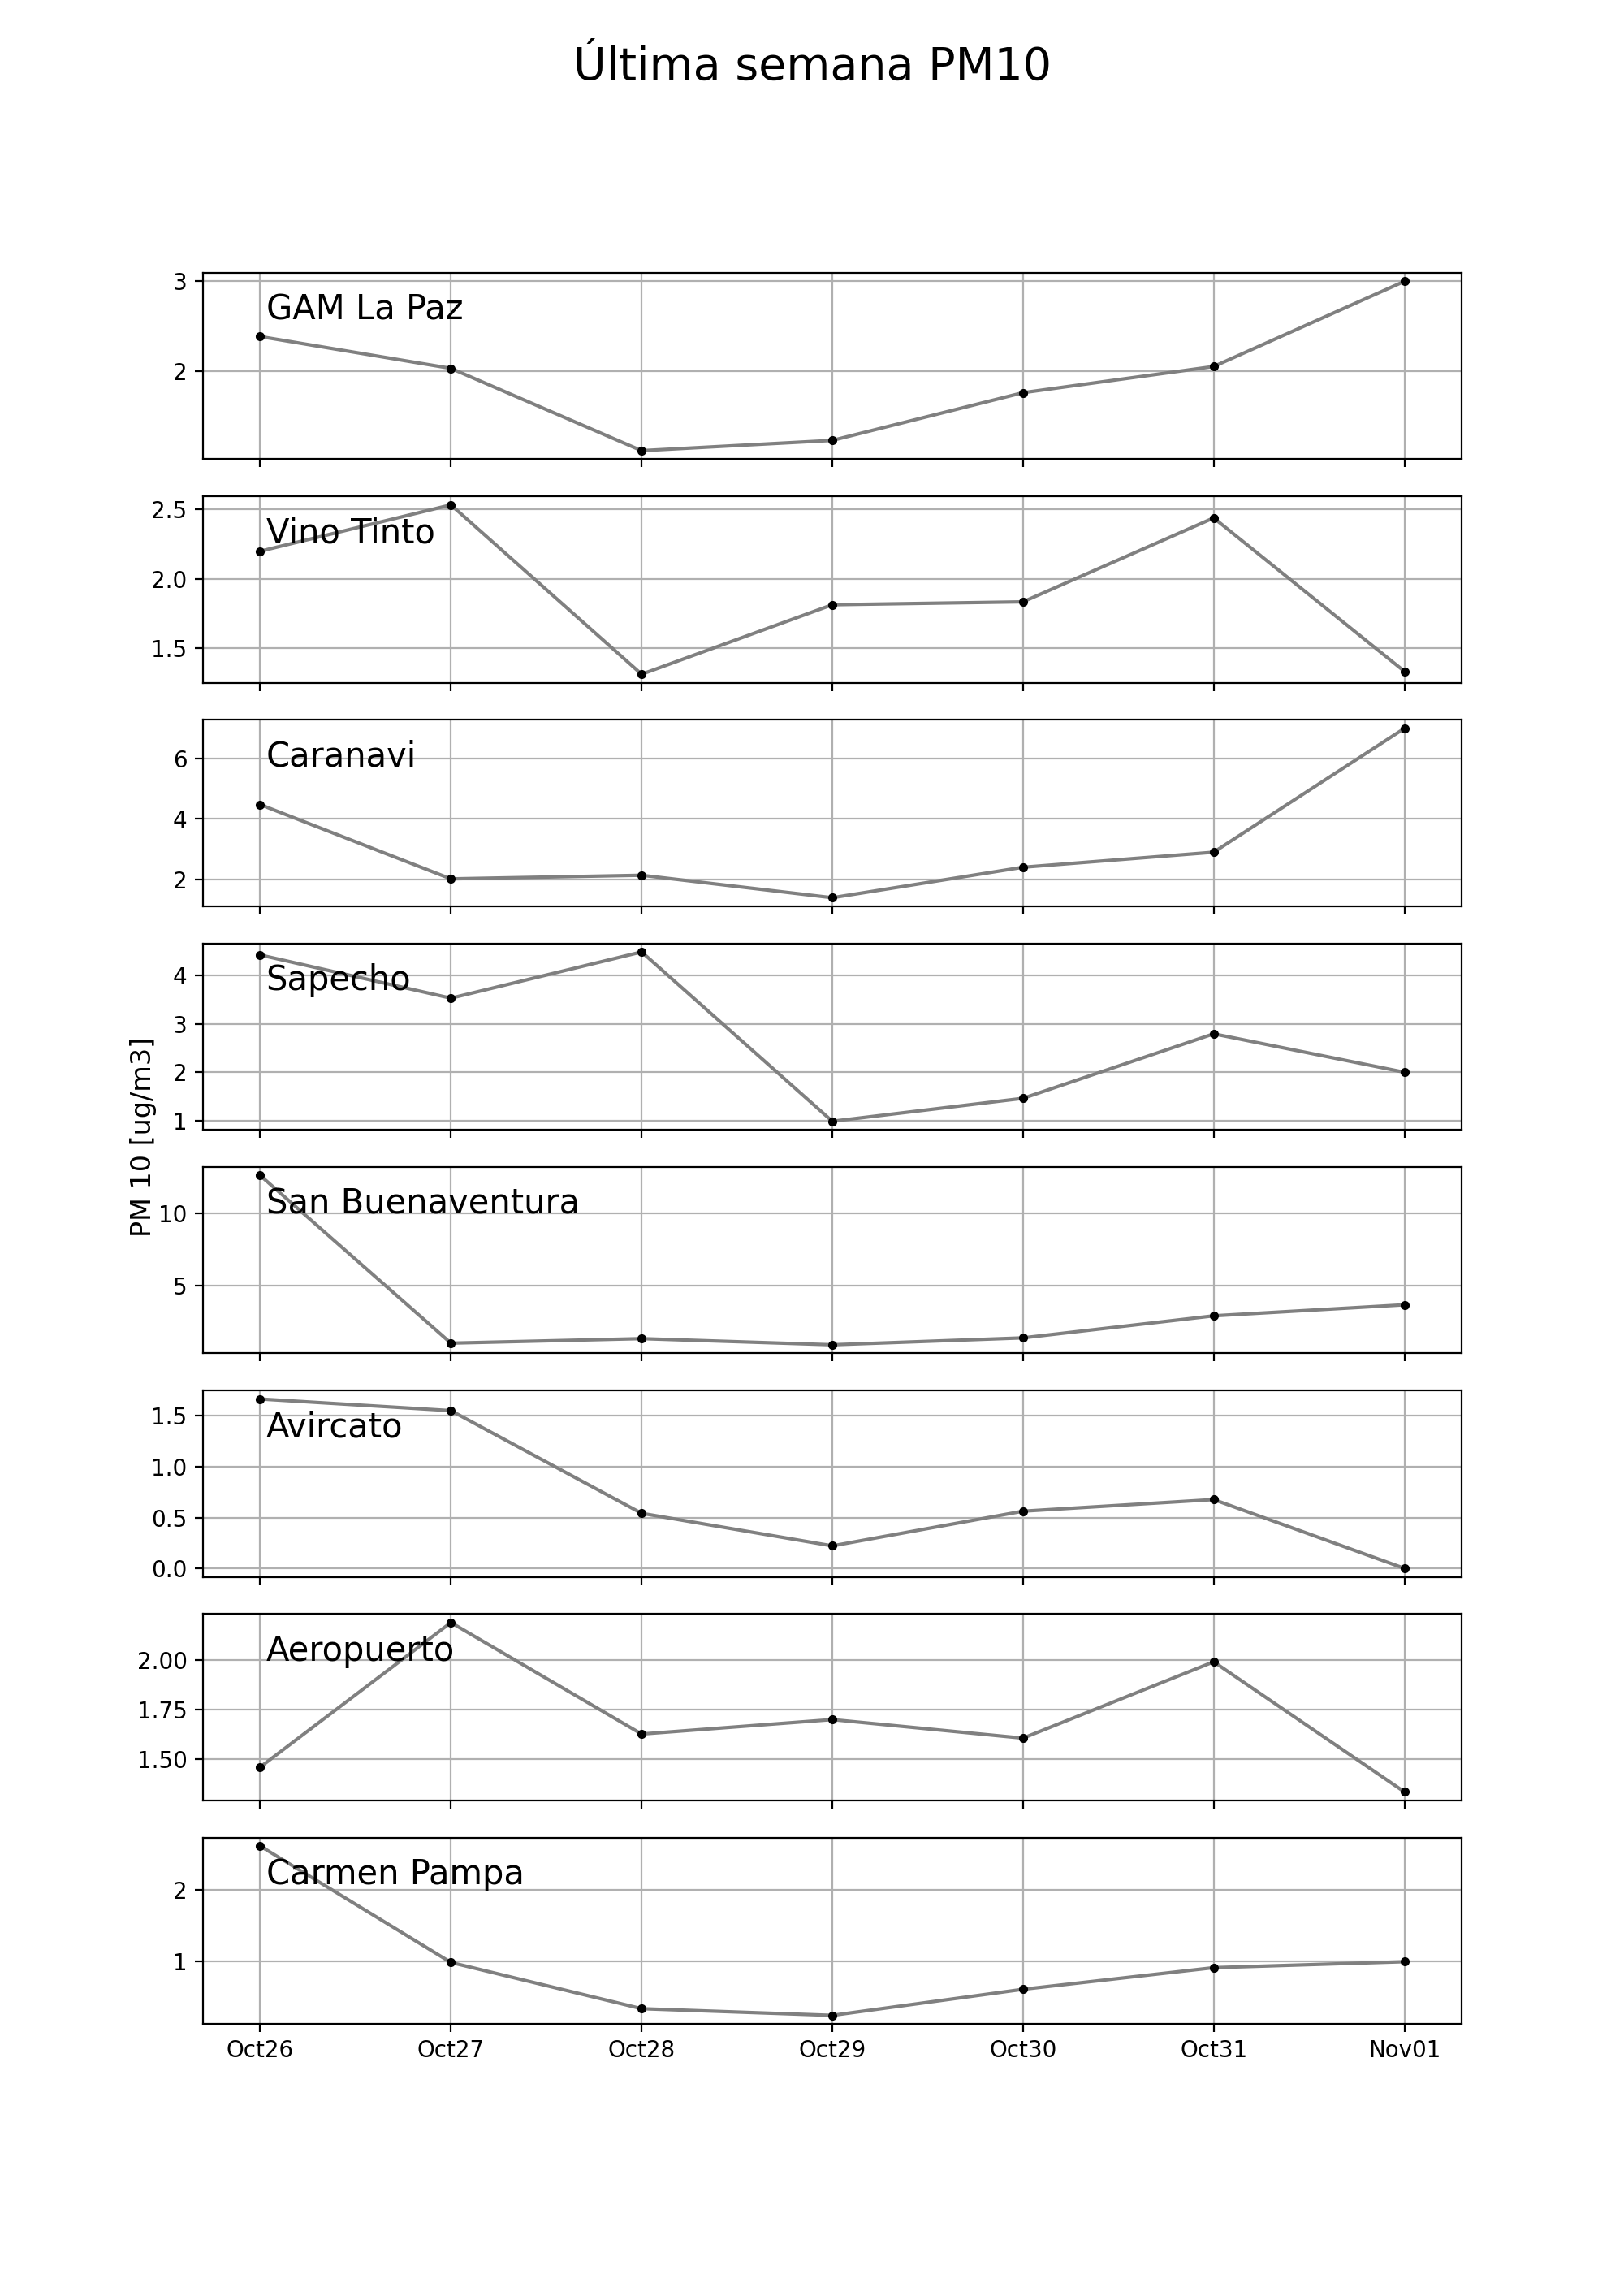 Última semana PM10
3
GAM La Paz
2
2.5
Vino Tinto
2.0
1.5
Caranavi
6
4
2
Sapecho
4
3
2
1
PM 10 [ug/m3]
San Buenaventura
10
5
Avircato
1.5
1.0
0.5
0.0
Aeropuerto
2.00
1.75
1.50
Carmen Pampa
2
1
Oct26 Oct27 Oct28 Oct29 Oct30 Oct31 Nov01